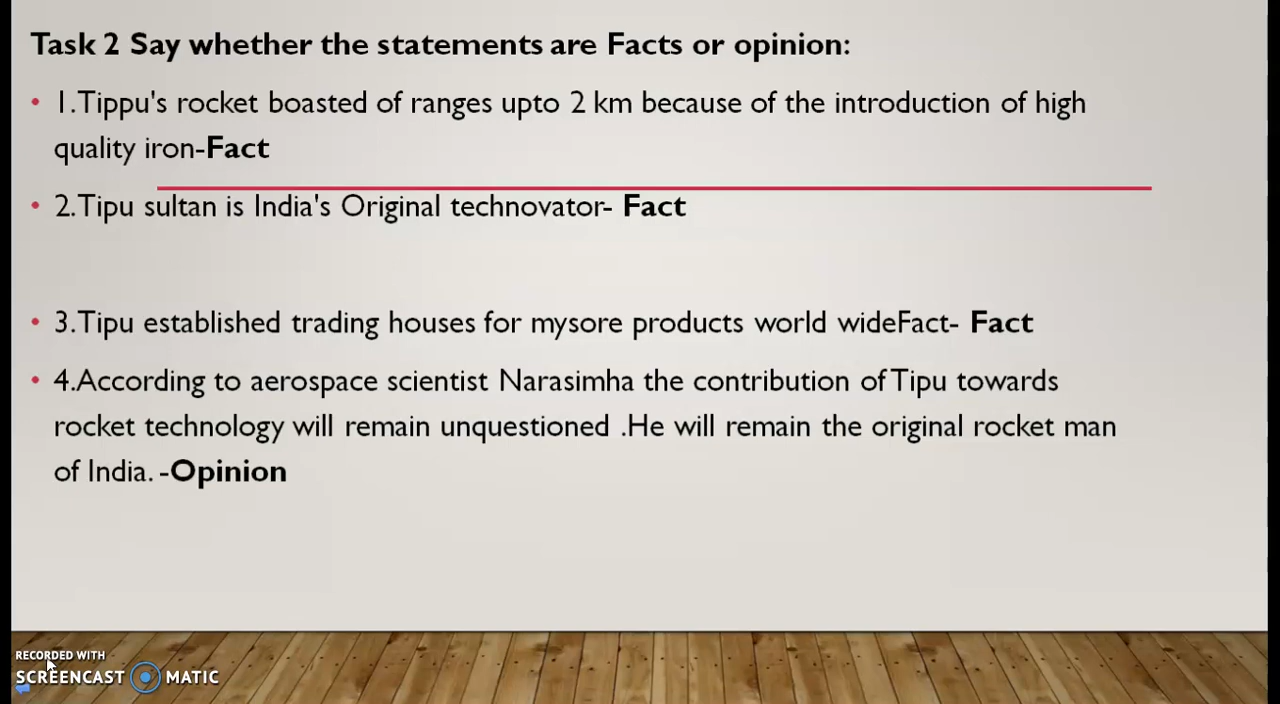 Task 2 Say whether the statements are Facts or opinion:
• 1.Tippu's rocket boasted of ranges upto 2 km because of the introduction of high
quality iron-Fact
• 2.Tipu sultan is India's Original technovator- Fact
• 3.Tipu established trading houses for mysore products world wideFact- Fact
• 4.According to aerospace scientist Narasimha the contribution of Tipu towards
rocket technology will remain unquestioned .He will remain the original rocket man
of India. -Opinion
RECORDED WITH
SCREENCAST MATIC